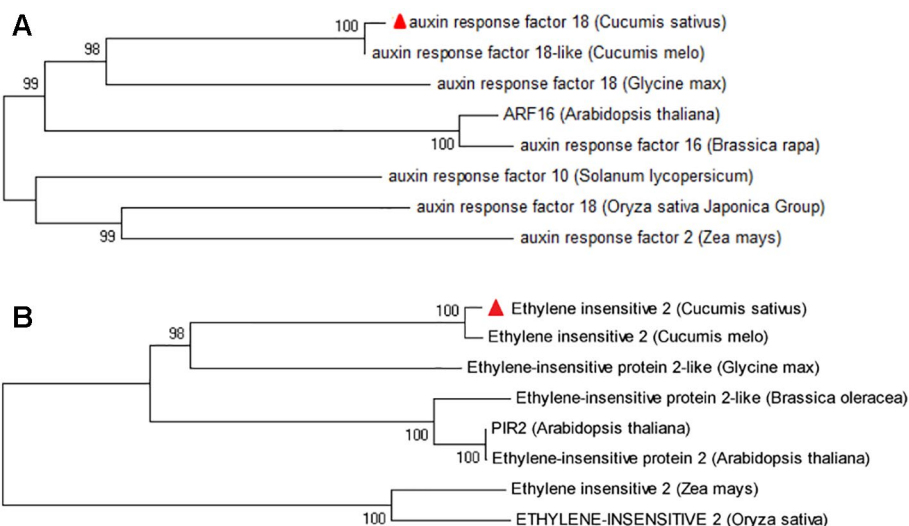 A
100
auxin response factor 18 (Cucumis sativus)
98
auxin response factor 18-like (Cucumis melo)
99
auxin response factor 18 (Glycine max)
ARF16 (Arabidopsis thaliana)
100
auxin response factor 16 (Brassica rapa)
auxin response factor 10 (Solanum lycopersicum)
auxin response factor 18 (Oryza sativa Japonica Group)
99
auxin response factor 2 (Zea mays)
B
100
Ethylene insensitive 2 (Cucumis sativus)
98
Ethylene insensitive 2 (Cucumis melo)
Ethylene-insensitive protein 2-like (Glycine max)
Ethylene-insensitive protein 2-like (Brassica oleracea)
100
PIR2 (Arabidopsis thaliana)
100
Ethylene-insensitive protein 2 (Arabidopsis thaliana)
Ethylene insensitive 2 (Zea mays)
100
ETHYLENE-INSENSITIVE 2 (Oryza sativa)